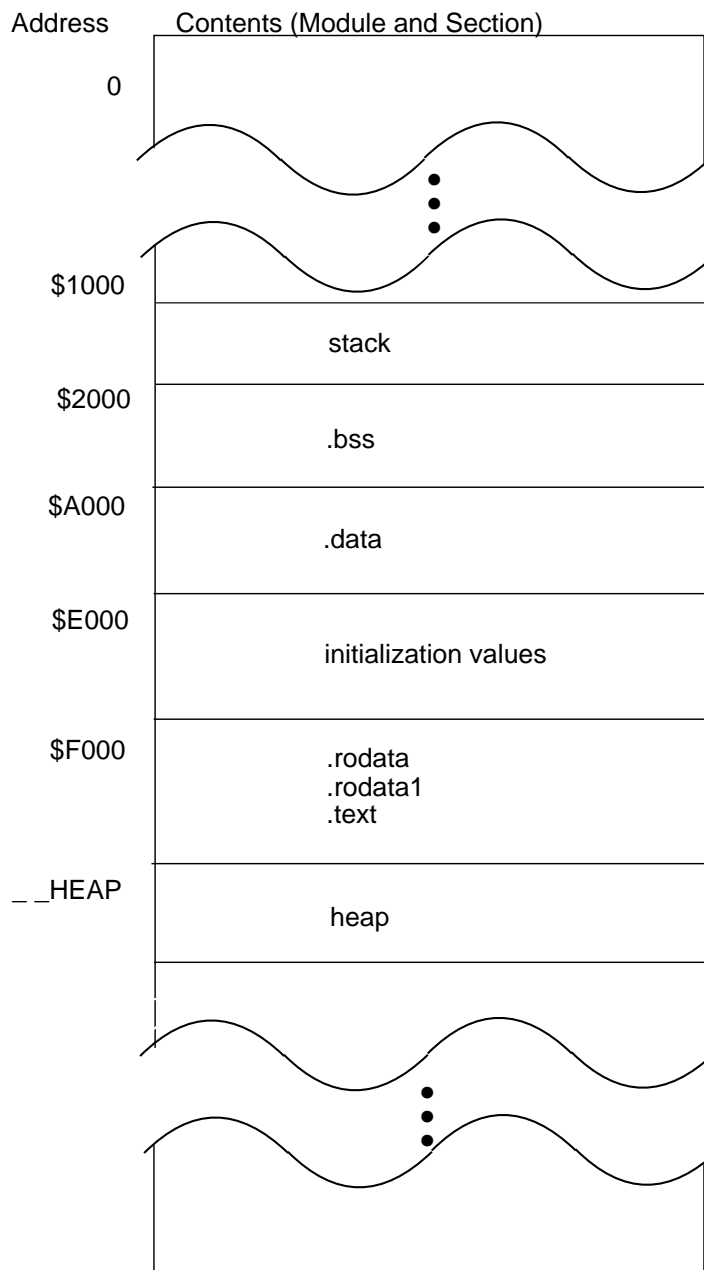 Address Contents (Module and Section)
0
$1000
stack
$2000
.bss
$A000
.data
$E000
initialization values
$F000
.rodata
.rodata1
.text
_ _HEAP
heap